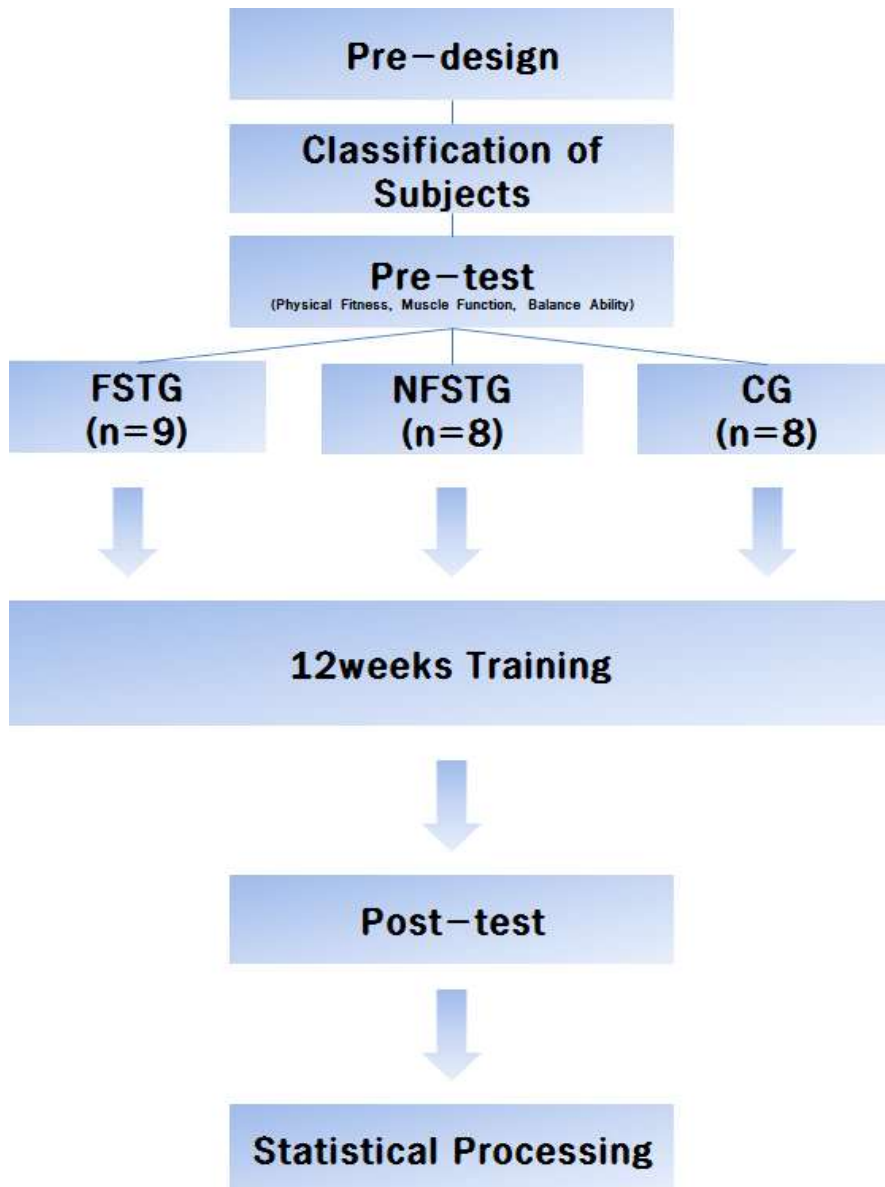 Pre-design
Classification of
Subjects
Pre-test
(Physical Fitness, Muscle Function, Balance Ability)
FSTG
(n=9)
NFSTG
(n=8)
CG
(n=8)
12weeks Training
Post-test
Statistical Processing